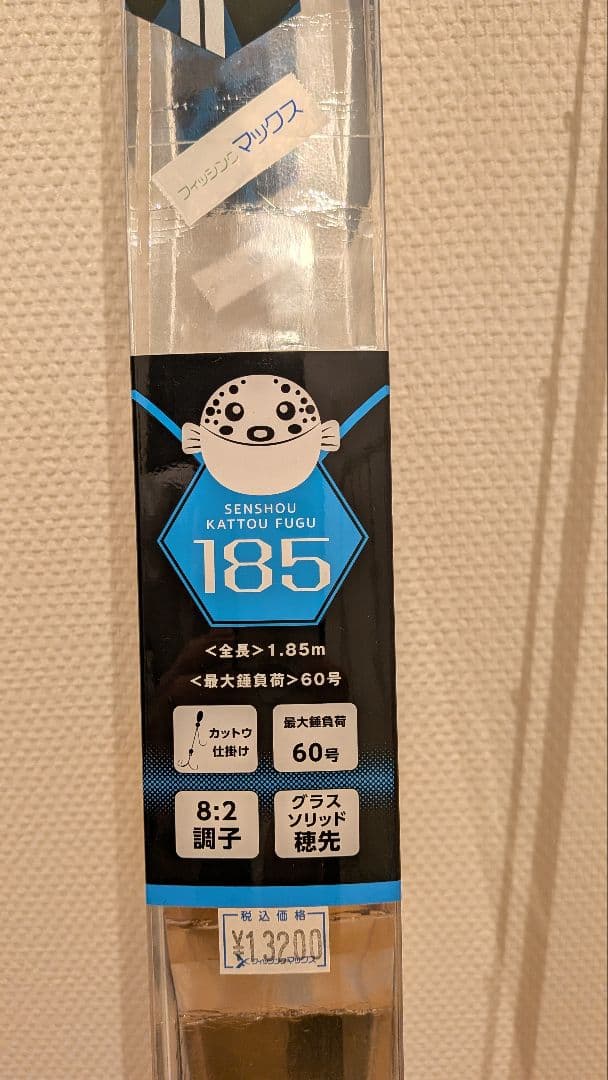 フィッシングマックス
SENSHOU
KATTOU FUGU
185
<全長>1.85m
<最大錘負荷>60号
カットウ
仕掛け
最大錘負荷
60号
8:2
調子
グラス
ソリッド
穂先
税込価格
¥13200
フィッシングマックス